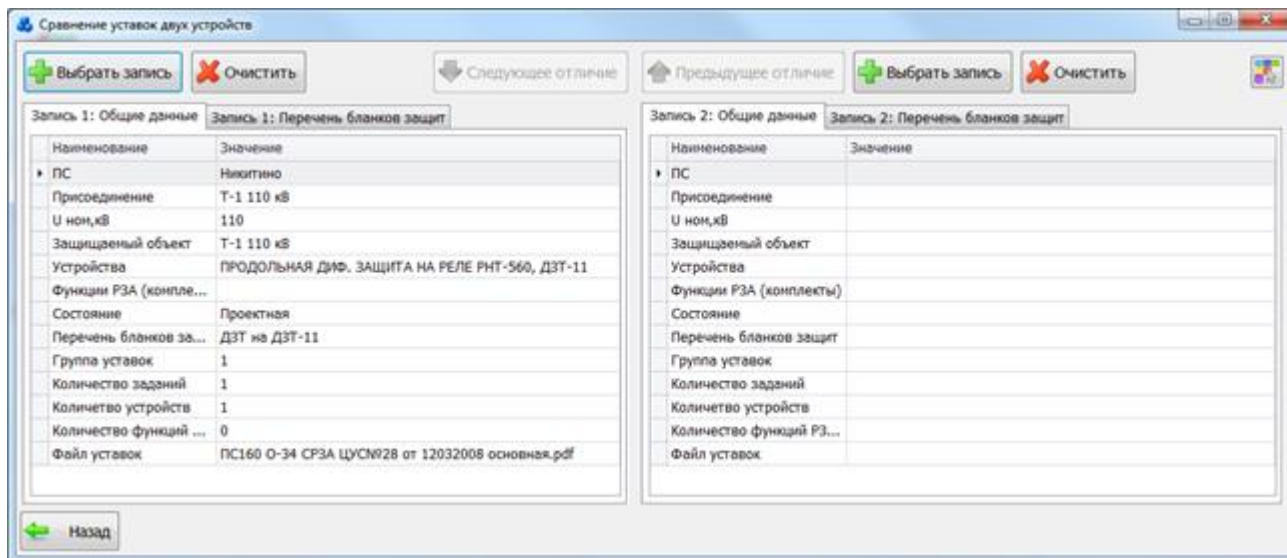 Сравнение уставок двух устройств
Выбрать запись Очистить Следующее отличие Предыдущее отличие Выбрать запись Очистить
Запись 1: Общие данные Запись 1: Перечень бланков защит Запись 2: Общие данные Запись 2: Перечень бланков защит
Наименование Значение Наименование Значение
ПС Никитино ПС
Присоединение Т-1 110 кВ Присоединение
U ном,кВ 110 U ном,кВ
Защищаемый объект Т-1 110 кВ Защищаемый объект
Устройства ПРОДОЛЬНАЯ ДИФ. ЗАЩИТА НА РЕЛЕ РНТ-560, ДЗТ-11 Устройства
Функции РЗА (компле... Функции РЗА (комплекты)
Состояние Проектная Состояние
Перечень бланков за... ДЗТ на ДЗТ-11 Перечень бланков защит
Группа уставок 1 Группа уставок
Количество заданий 1 Количество заданий
Количетво устройств 1 Количетво устройств
Количество функций ... 0 Количество функций РЗ...
Файл уставок ПС160 О-34 СРЗА ЦУС№28 от 12032008 основная.pdf Файл уставок
Назад